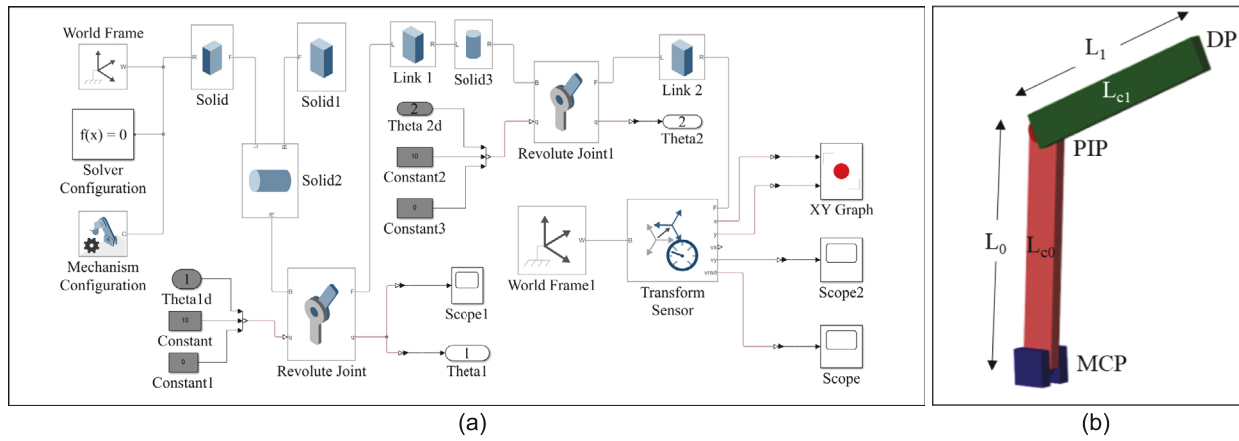 World Frame
W
f(x) = 0
Solver
Configuration
C
Mechanism
Configuration
R
F
Solid
F
Solid1
L
R
Solid2
R
1
Theta1d
10
Constant
0
Constant1
B
F
q
q
Revolute Joint
Scope1
1
Theta1
L
R
Link 1
L
R
Solid3
2
Theta 2d
10
Constant2
0
Constant3
B
F
q
q
Revolute Joint1
2
Theta2
L
R
Link 2
W
World Frame1
B
F
x
y
vx
vy
vrad
Transform
Sensor
XY Graph
Scope2
Scope
(a)
L1
DP
Lc1
PIP
L0
Lc0
MCP
(b)